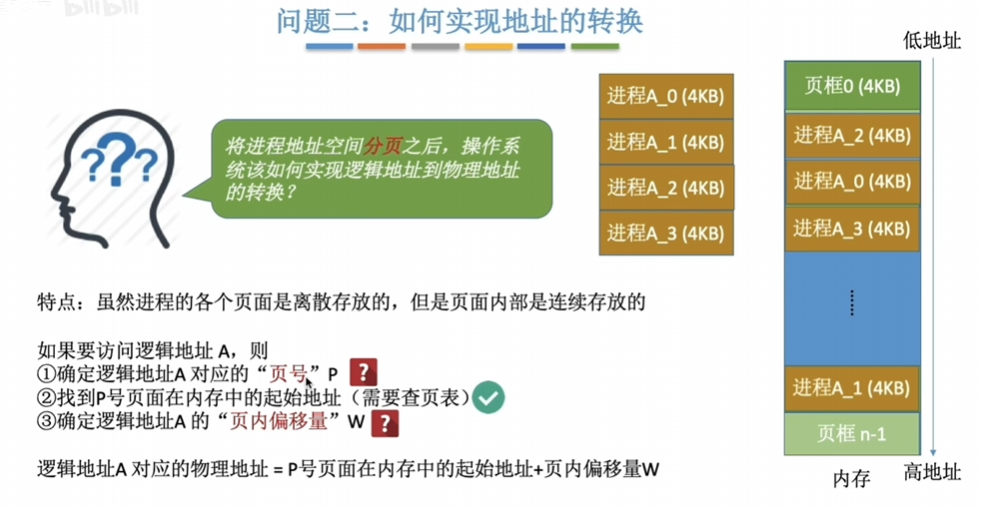 bilibili
问题二：如何实现地址的转换
将进程地址空间分页之后，操作系
统该如何实现逻辑地址到物理地址
的转换？
???
进程A_0 (4KB)
进程A_1 (4KB)
进程A_2 (4KB)
进程A_3 (4KB)
低地址
页框0 (4KB)
进程A_2 (4KB)
进程A_0 (4KB)
进程A_3 (4KB)
……
进程A_1 (4KB)
页框 n-1
内存
高地址
特点：虽然进程的各个页面是离散存放的，但是页面内部是连续存放的
如果要访问逻辑地址 A，则
①确定逻辑地址A 对应的“页号”P ?
②找到P号页面在内存中的起始地址（需要查页表）
③确定逻辑地址A 的“页内偏移量”W ?
逻辑地址A 对应的物理地址 = P号页面在内存中的起始地址+页内偏移量W